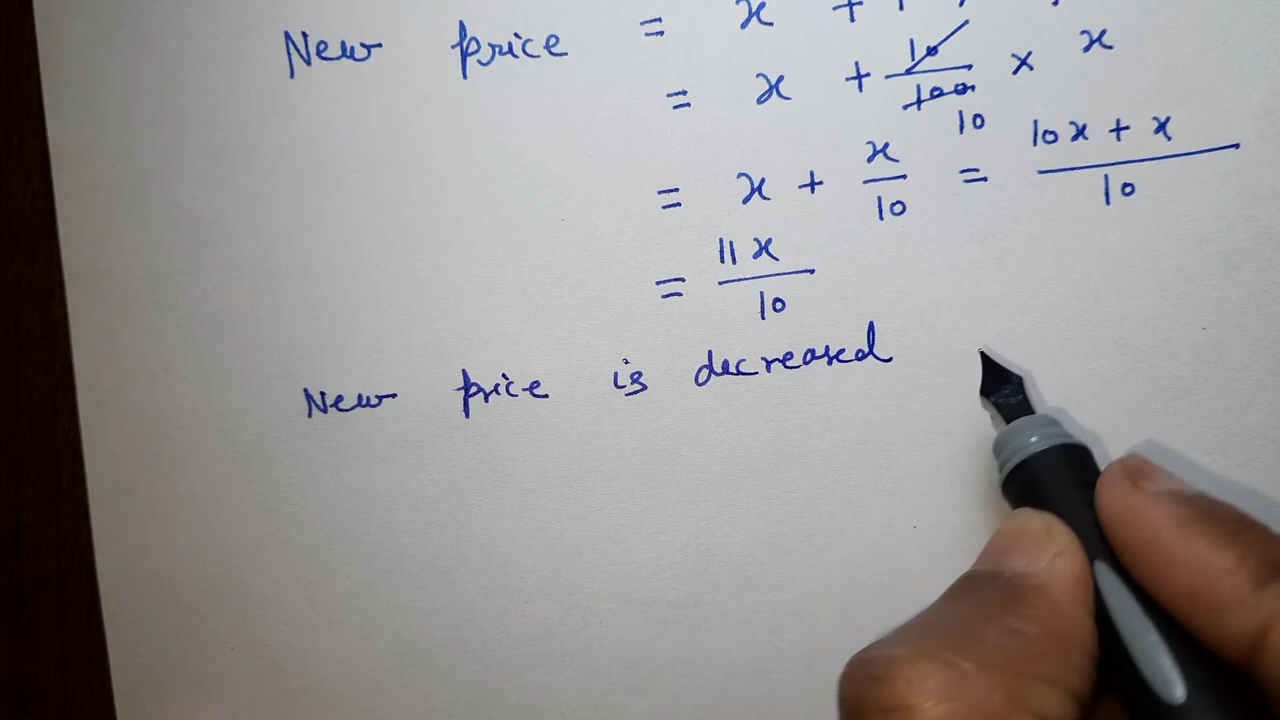 New price = x +
= x + 10/100 × x
10
= x + x/10 = 10x + x/10
= 11x/10
New price is decreased